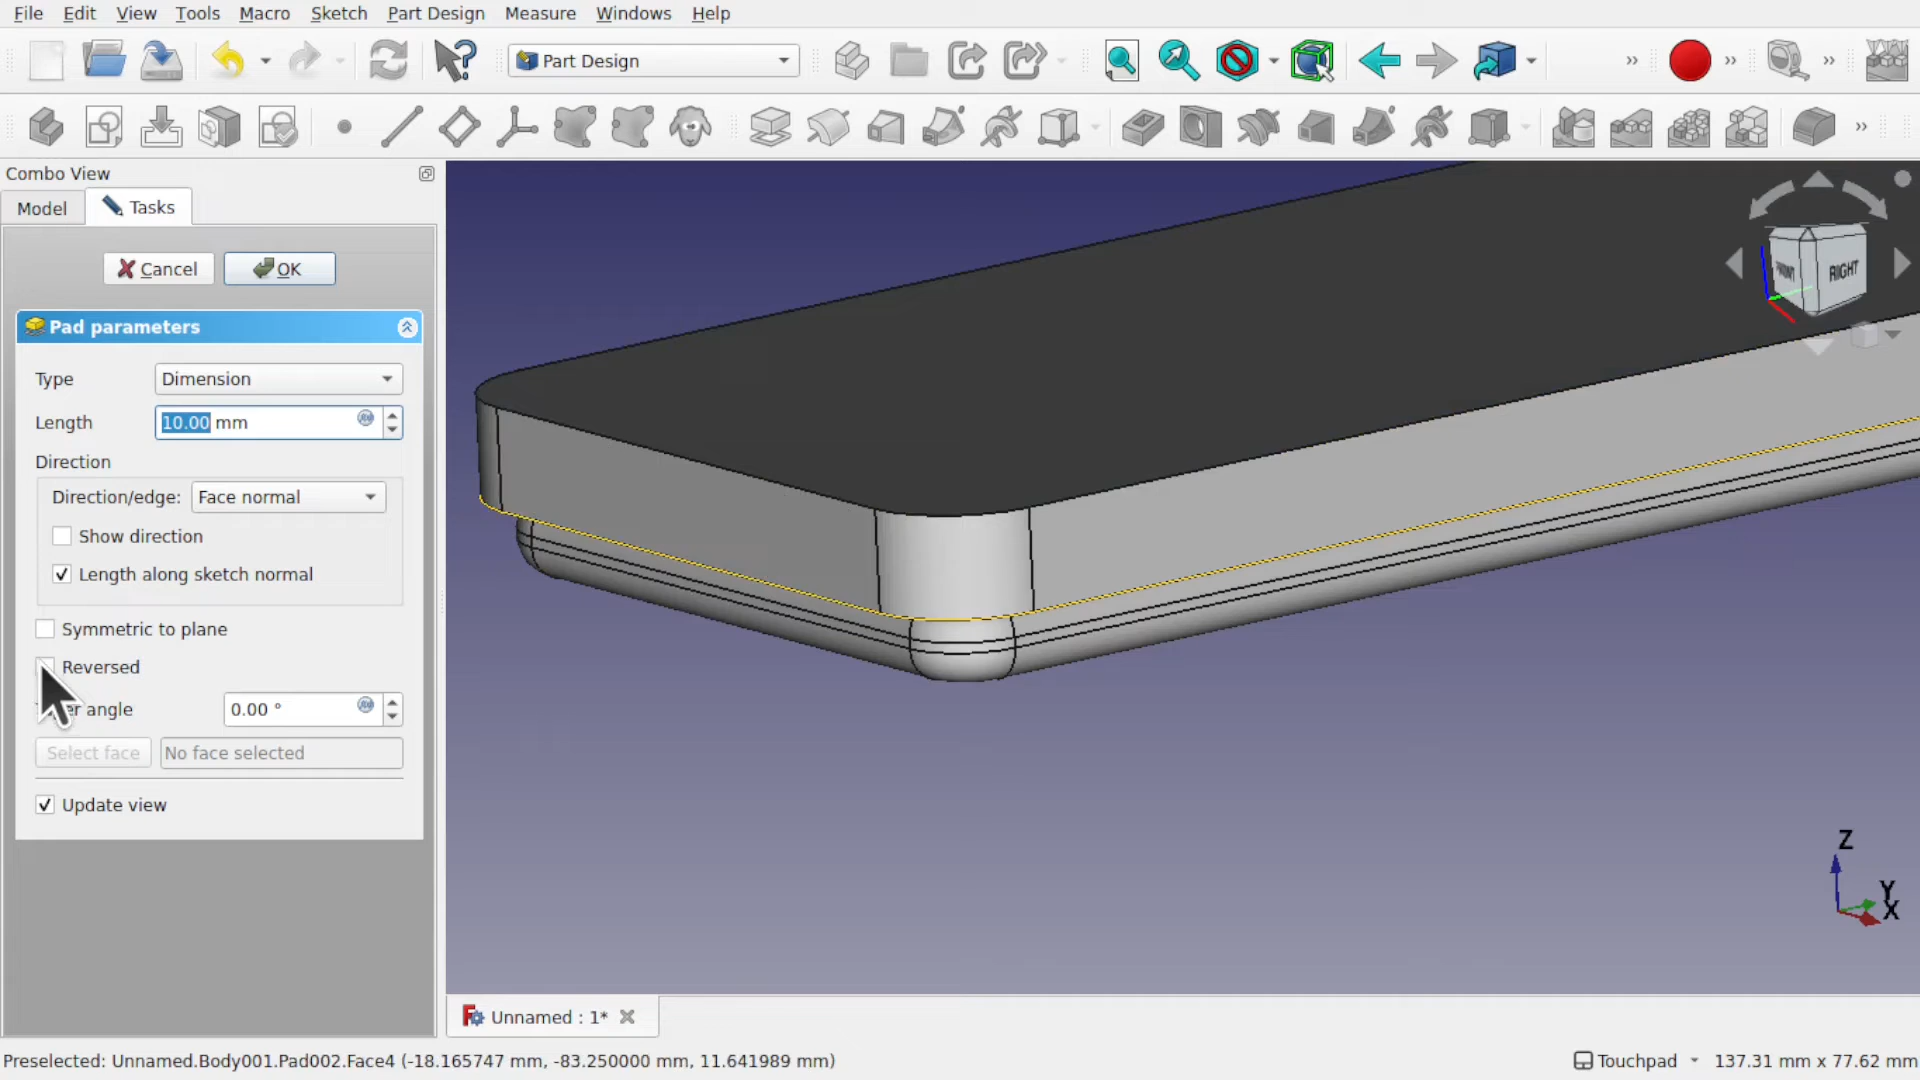 File Edit View Tools Macro Sketch Part Design Measure Windows Help
Part Design
Combo View
Model Tasks
Cancel OK
Pad parameters
Type Dimension
Length 10.00 mm
Direction
Direction/edge: Face normal
Show direction
Length along sketch normal
Symmetric to plane
Reversed
angle 0.00 °
Select face No face selected
Update view
RIGHT
Z
Y
X
Unnamed : 1*
Preselected: Unnamed.Body001.Pad002.Face4 (-18.165747 mm, -83.250000 mm, 11.641989 mm) Touchpad 137.31 mm x 77.62 mm